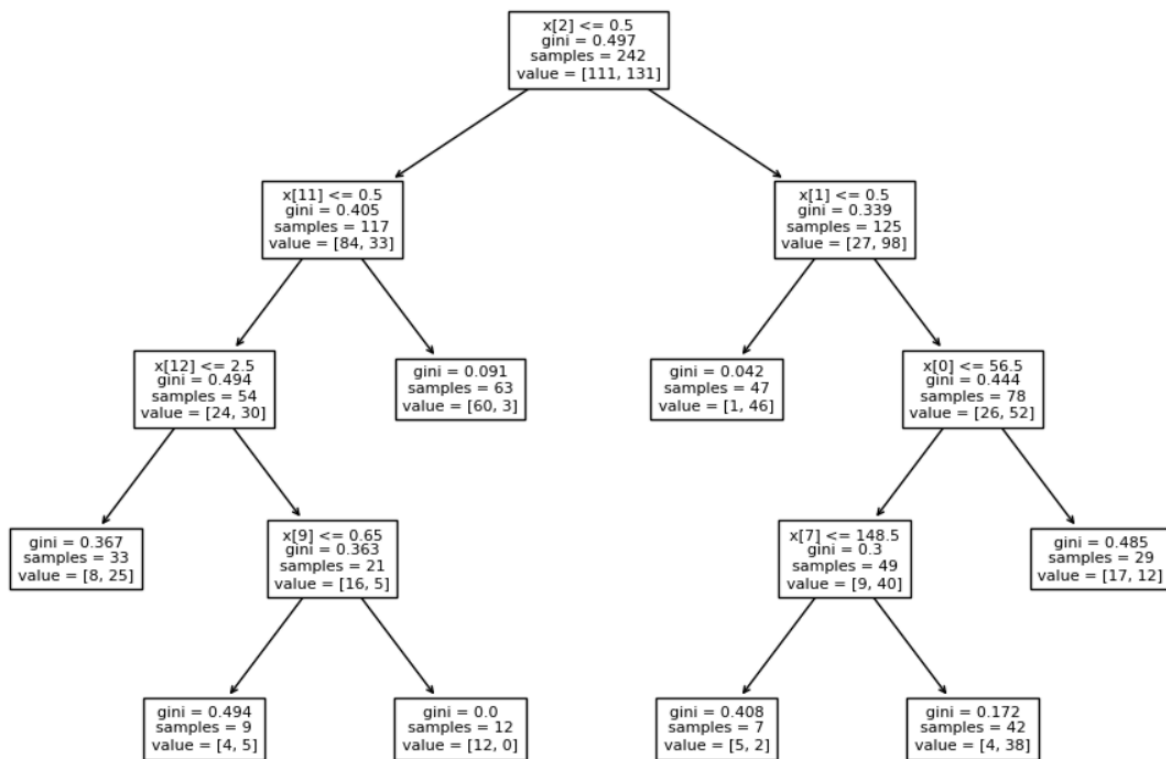 x[2] <= 0.5
gini = 0.497
samples = 242
value = [111, 131]
x[11] <= 0.5
gini = 0.405
samples = 117
value = [84, 33]
x[1] <= 0.5
gini = 0.339
samples = 125
value = [27, 98]
x[12] <= 2.5
gini = 0.494
samples = 54
value = [24, 30]
gini = 0.091
samples = 63
value = [60, 3]
gini = 0.042
samples = 47
value = [1, 46]
x[0] <= 56.5
gini = 0.444
samples = 78
value = [26, 52]
gini = 0.367
samples = 33
value = [8, 25]
x[9] <= 0.65
gini = 0.363
samples = 21
value = [16, 5]
x[7] <= 148.5
gini = 0.3
samples = 49
value = [9, 40]
gini = 0.485
samples = 29
value = [17, 12]
gini = 0.494
samples = 9
value = [4, 5]
gini = 0.0
samples = 12
value = [12, 0]
gini = 0.408
samples = 7
value = [5, 2]
gini = 0.172
samples = 42
value = [4, 38]